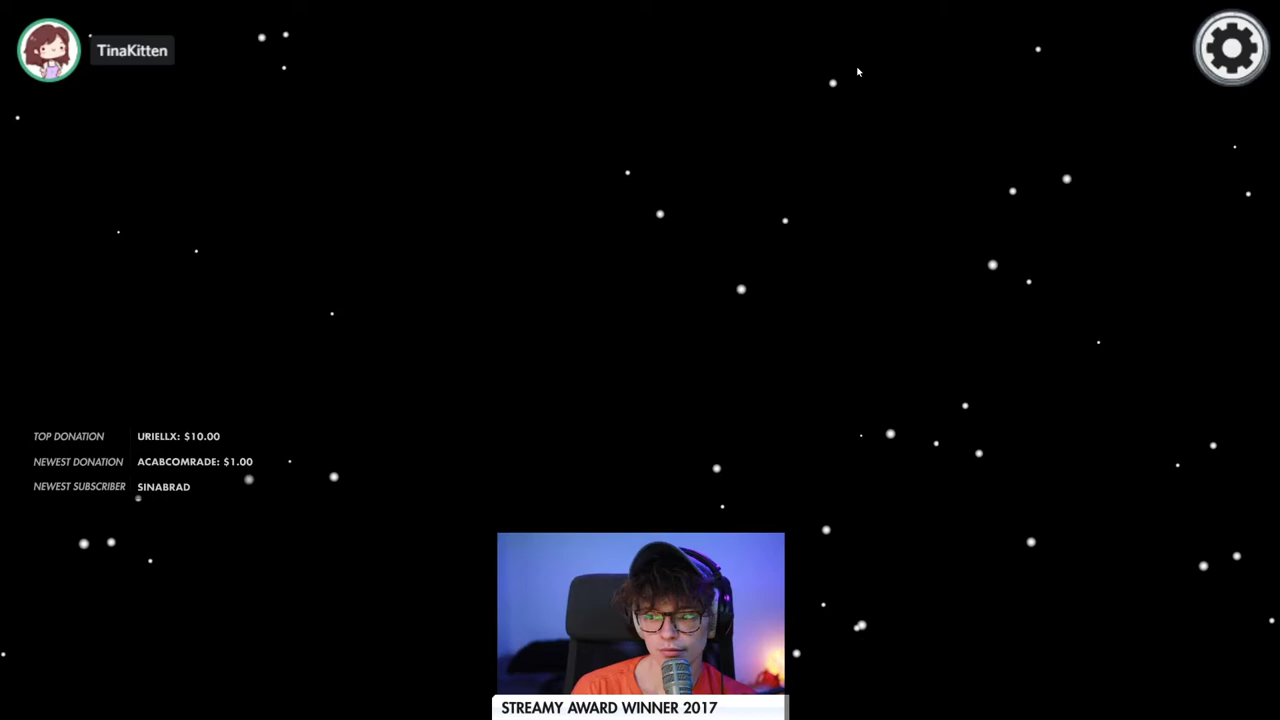 TinaKitten
TOP DONATION URIELLX: $10.00
NEWEST DONATION ACABCOMRADE: $1.00
NEWEST SUBSCRIBER SINABRAD
STREAMY AWARD WINNER 2017